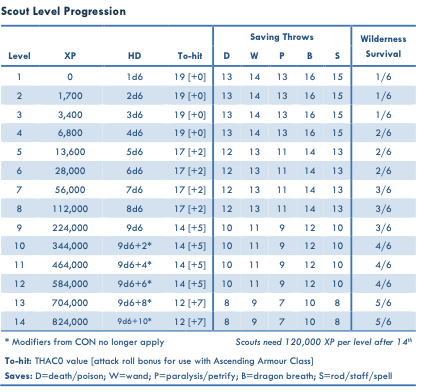 Scout Level Progression
Saving Throws Wilderness
Level XP HD To-hit D W P B S Survival
1 0 1d6 19 [+0] 13 14 13 16 15 1/6
2 1,700 2d6 19 [+0] 13 14 13 16 15 1/6
3 3,400 3d6 19 [+0] 13 14 13 16 15 1/6
4 6,800 4d6 19 [+0] 13 14 13 16 15 2/6
5 13,600 5d6 17 [+2] 12 13 11 14 13 2/6
6 28,000 6d6 17 [+2] 12 13 11 14 13 2/6
7 56,000 7d6 17 [+2] 12 13 11 14 13 3/6
8 112,000 8d6 17 [+2] 12 13 11 14 13 3/6
9 224,000 9d6 14 [+5] 10 11 9 12 10 3/6
10 344,000 9d6+2* 14 [+5] 10 11 9 12 10 4/6
11 464,000 9d6+4* 14 [+5] 10 11 9 12 10 4/6
12 584,000 9d6+6* 14 [+5] 10 11 9 12 10 4/6
13 704,000 9d6+8* 12 [+7] 8 9 7 10 8 5/6
14 824,000 9d6+10* 12 [+7] 8 9 7 10 8 5/6
* Modifiers from CON no longer apply Scouts need 120,000 XP per level after 14th
To-hit: THAC0 value [attack roll bonus for use with Ascending Armour Class]
Saves: D=death/poison; W=wand; P=paralysis/petrify; B=dragon breath; S=rod/staff/spell